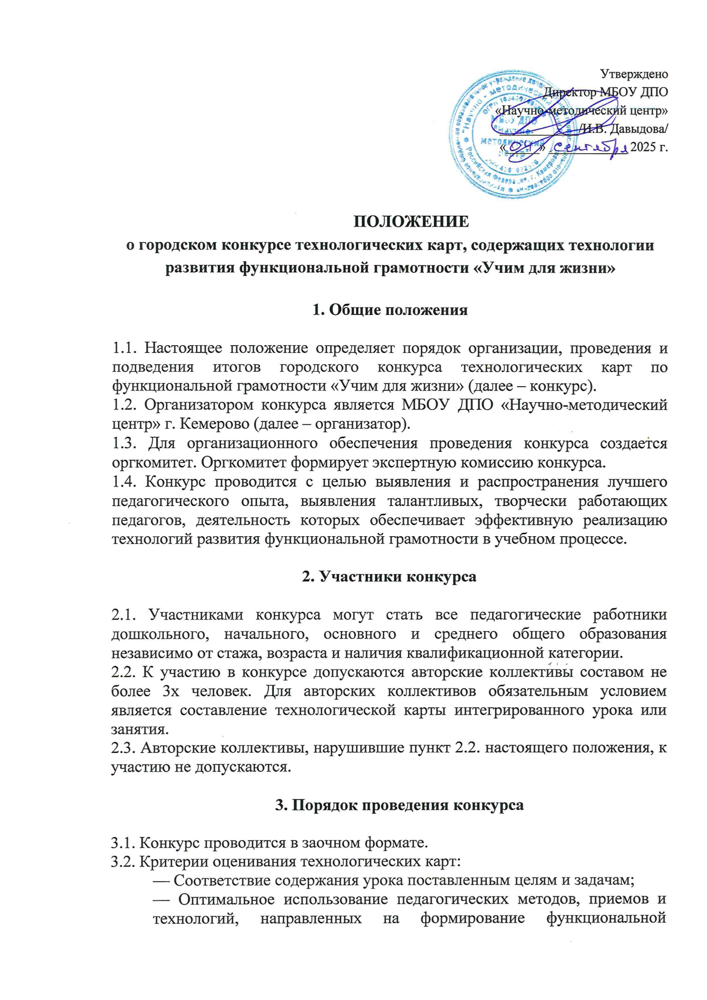 Утверждено
Директор МБОУ ДПО
«Научно-методический центр»
/И.В. Давыдова/
«04» сентября 2025 г.
МБОУ ДПО
"Научно-
методический
центр"
ПОЛОЖЕНИЕ
о городском конкурсе технологических карт, содержащих технологии
развития функциональной грамотности «Учим для жизни»
1. Общие положения
1.1. Настоящее положение определяет порядок организации, проведения и
подведения итогов городского конкурса технологических карт по
функциональной грамотности «Учим для жизни» (далее – конкурс).
1.2. Организатором конкурса является МБОУ ДПО «Научно-методический
центр» г. Кемерово (далее – организатор).
1.3. Для организационного обеспечения проведения конкурса создается
оргкомитет. Оргкомитет формирует экспертную комиссию конкурса.
1.4. Конкурс проводится с целью выявления и распространения лучшего
педагогического опыта, выявления талантливых, творчески работающих
педагогов, деятельность которых обеспечивает эффективную реализацию
технологий развития функциональной грамотности в учебном процессе.
2. Участники конкурса
2.1. Участниками конкурса могут стать все педагогические работники
дошкольного, начального, основного и среднего общего образования
независимо от стажа, возраста и наличия квалификационной категории.
2.2. К участию в конкурсе допускаются авторские коллективы составом не
более 3х человек. Для авторских коллективов обязательным условием
является составление технологической карты интегрированного урока или
занятия.
2.3. Авторские коллективы, нарушившие пункт 2.2. настоящего положения, к
участию не допускаются.
3. Порядок проведения конкурса
3.1. Конкурс проводится в заочном формате.
3.2. Критерии оценивания технологических карт:
— Соответствие содержания урока поставленным целям и задачам;
— Оптимальное использование педагогических методов, приемов и
технологий, направленных на формирование функциональной